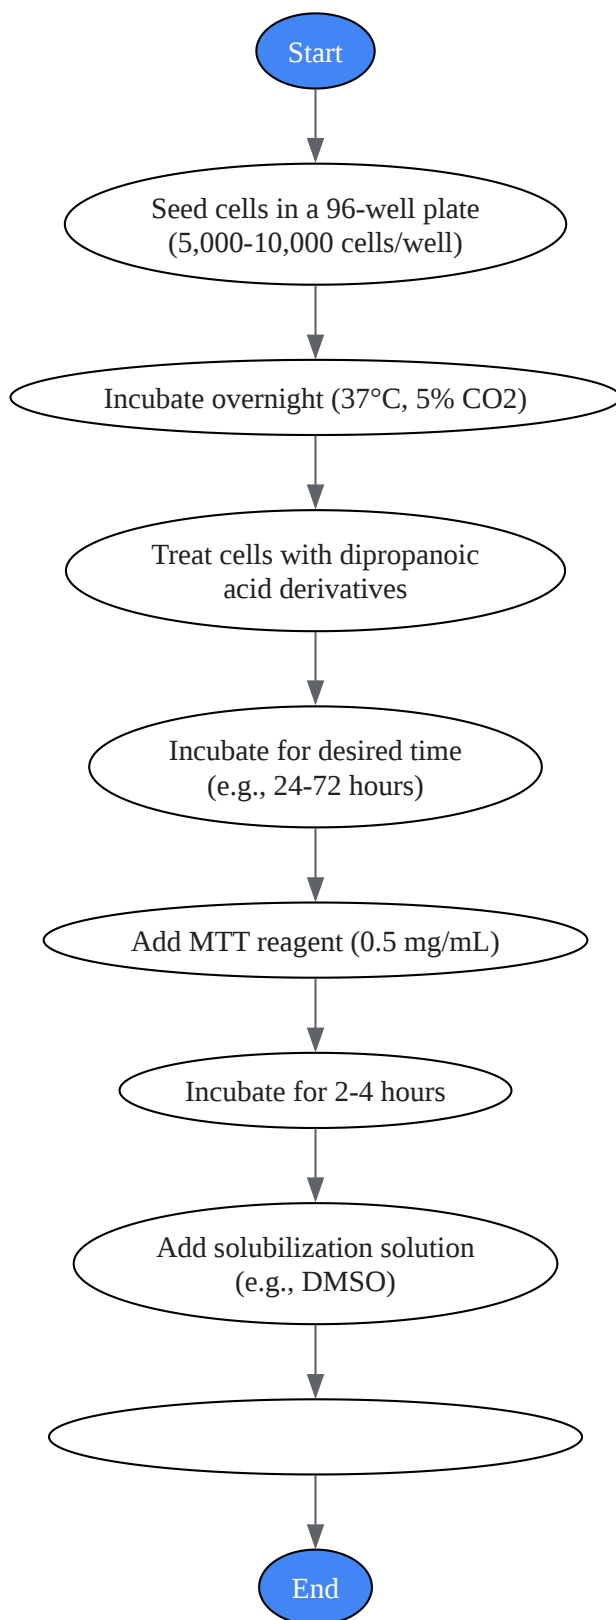 Start
Seed cells in a 96-well plate
(5,000-10,000 cells/well)
Incubate overnight (37°C, 5% CO2)
Treat cells with dipropanoic
acid derivatives
Incubate for desired time
(e.g., 24-72 hours)
Add MTT reagent (0.5 mg/mL)
Incubate for 2-4 hours
Add solubilization solution
(e.g., DMSO)
End